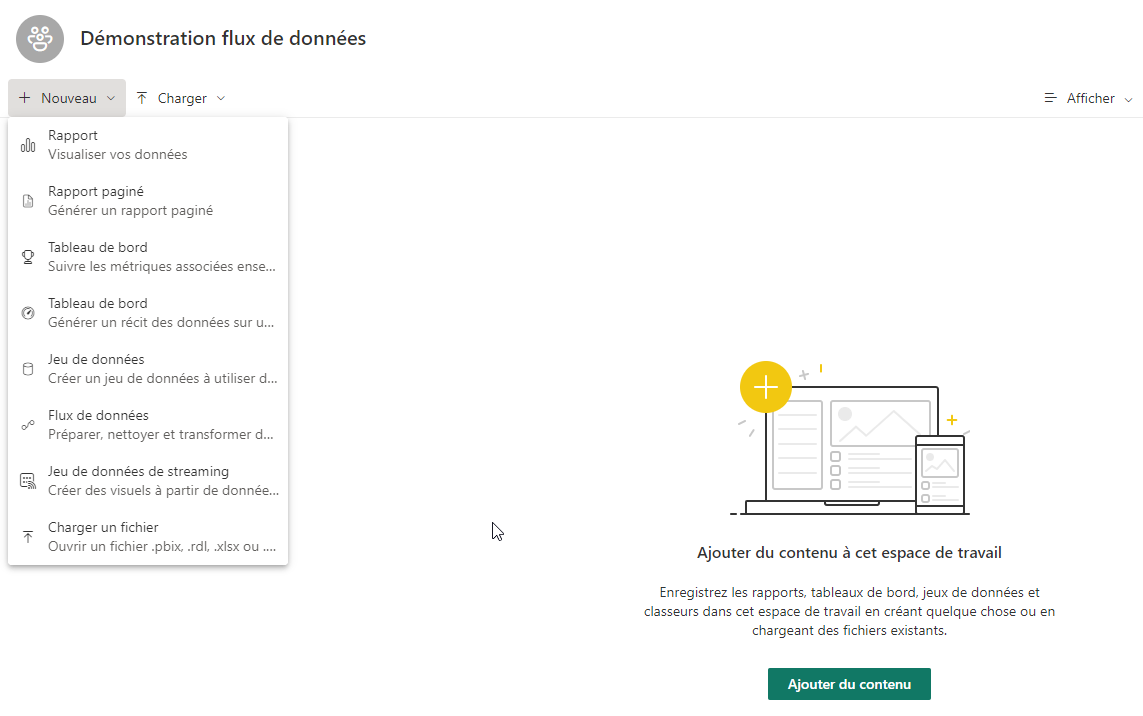 Démonstration flux de données
Nouveau
Charger
Afficher
Rapport
Visualiser vos données
Rapport paginé
Générer un rapport paginé
Tableau de bord
Suivre les métriques associées ense...
Tableau de bord
Générer un récit des données sur u...
Jeu de données
Créer un jeu de données à utiliser d...
Flux de données
Préparer, nettoyer et transformer d...
Jeu de données de streaming
Créer des visuels à partir de donnée...
Charger un fichier
Ouvrir un fichier .pbix, .rdl, .xlsx ou ....
Ajouter du contenu à cet espace de travail
Enregistrez les rapports, tableaux de bord, jeux de données et
classeurs dans cet espace de travail en créant quelque chose ou en
chargeant des fichiers existants.
Ajouter du contenu